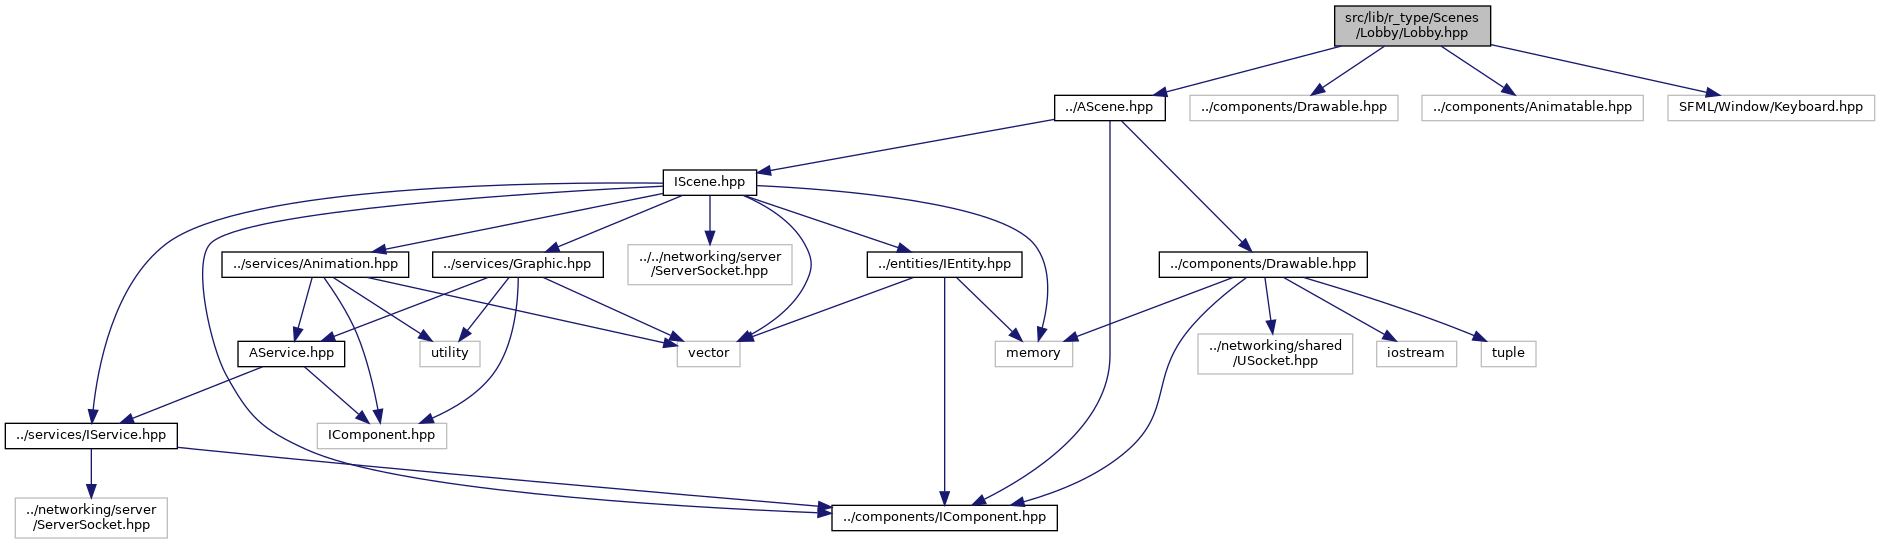 src/lib/r_type/Scenes
/Lobby/Lobby.hpp
../AScene.hpp
../components/Drawable.hpp
../components/Animatable.hpp
SFML/Window/Keyboard.hpp
IScene.hpp
../services/Animation.hpp
../services/Graphic.hpp
../../networking/server
/ServerSocket.hpp
../entities/IEntity.hpp
../components/Drawable.hpp
AService.hpp
utility
vector
memory
../networking/shared
/USocket.hpp
iostream
tuple
../services/IService.hpp
IComponent.hpp
../networking/server
/ServerSocket.hpp
../components/IComponent.hpp